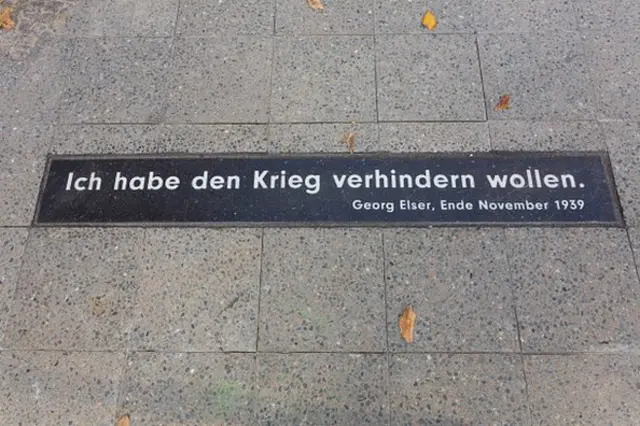 Ich habe den Krieg verhindern wollen.
Georg Elser, Ende November 1939